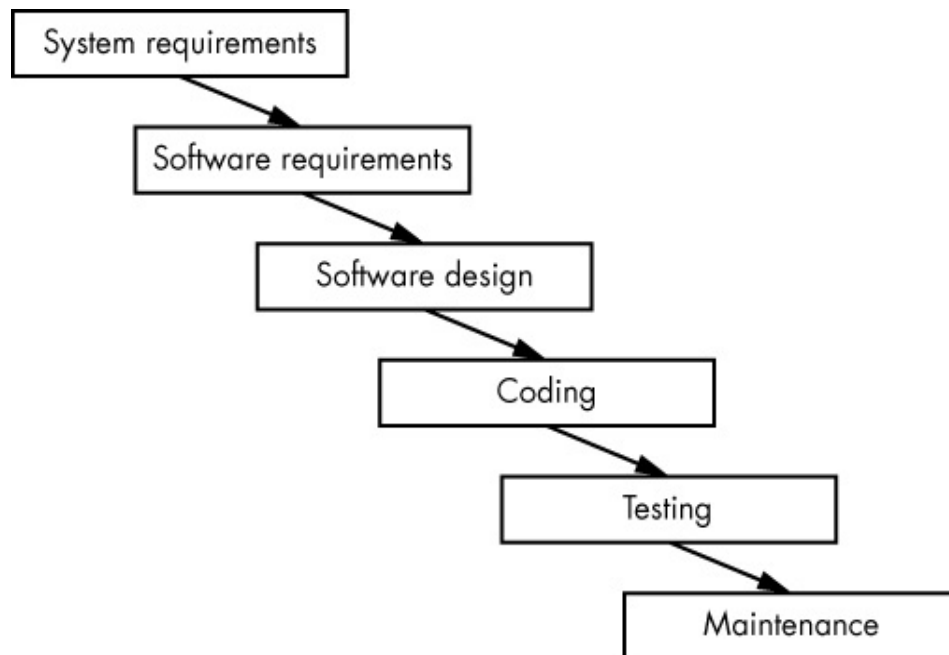 System requirements
Software requirements
Software design
Coding
Testing
Maintenance